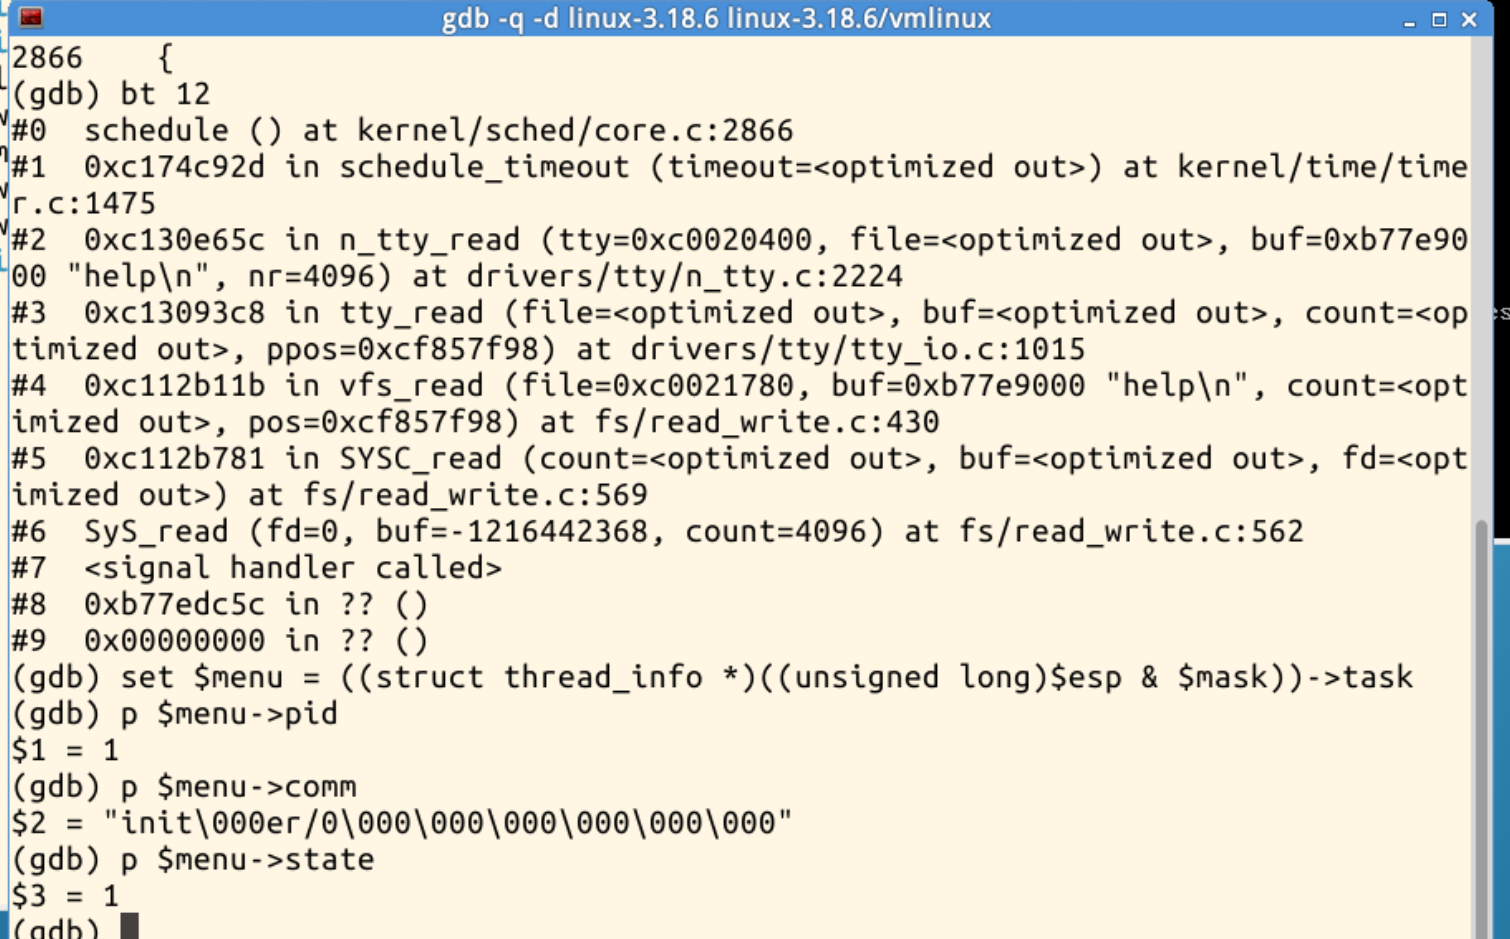 gdb -q -d linux-3.18.6 linux-3.18.6/vmlinux
2866    {
(gdb) bt 12
#0  schedule () at kernel/sched/core.c:2866
#1  0xc174c92d in schedule_timeout (timeout=<optimized out>) at kernel/time/time
r.c:1475
#2  0xc130e65c in n_tty_read (tty=0xc0020400, file=<optimized out>, buf=0xb77e90
00 "help\n", nr=4096) at drivers/tty/n_tty.c:2224
#3  0xc13093c8 in tty_read (file=<optimized out>, buf=<optimized out>, count=<op
timized out>, ppos=0xcf857f98) at drivers/tty/tty_io.c:1015
#4  0xc112b11b in vfs_read (file=0xc0021780, buf=0xb77e9000 "help\n", count=<opt
imized out>, pos=0xcf857f98) at fs/read_write.c:430
#5  0xc112b781 in SYSC_read (count=<optimized out>, buf=<optimized out>, fd=<opt
imized out>) at fs/read_write.c:569
#6  SyS_read (fd=0, buf=-1216442368, count=4096) at fs/read_write.c:562
#7  <signal handler called>
#8  0xb77edc5c in ?? ()
#9  0x00000000 in ?? ()
(gdb) set $menu = ((struct thread_info *)((unsigned long)$esp & $mask))->task
(gdb) p $menu->pid
$1 = 1
(gdb) p $menu->comm
$2 = "init\000er/0\000\000\000\000\000\000"
(gdb) p $menu->state
$3 = 1
(gdb)